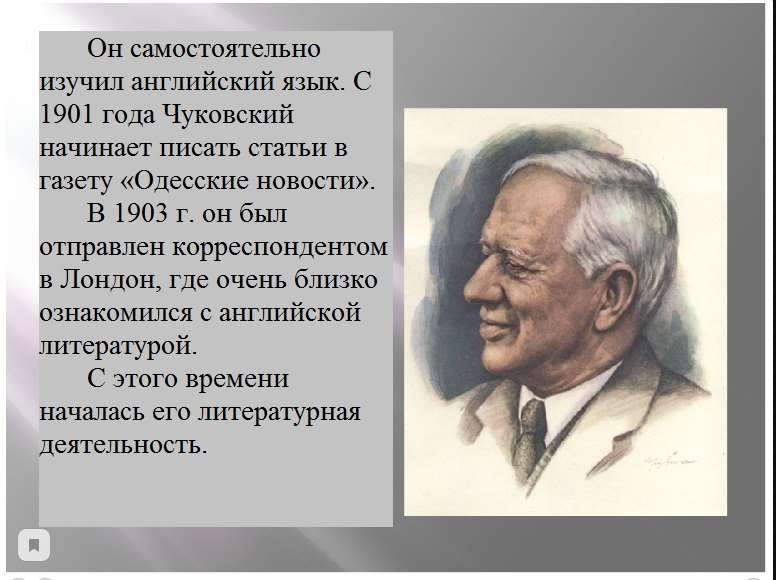 Он самостоятельно
изучил английский язык. С
1901 года Чуковский
начинает писать статьи в
газету «Одесские новости».
В 1903 г. он был
отправлен корреспондентом
в Лондон, где очень близко
ознакомился с английской
литературой.
С этого времени
началась его литературная
деятельность.